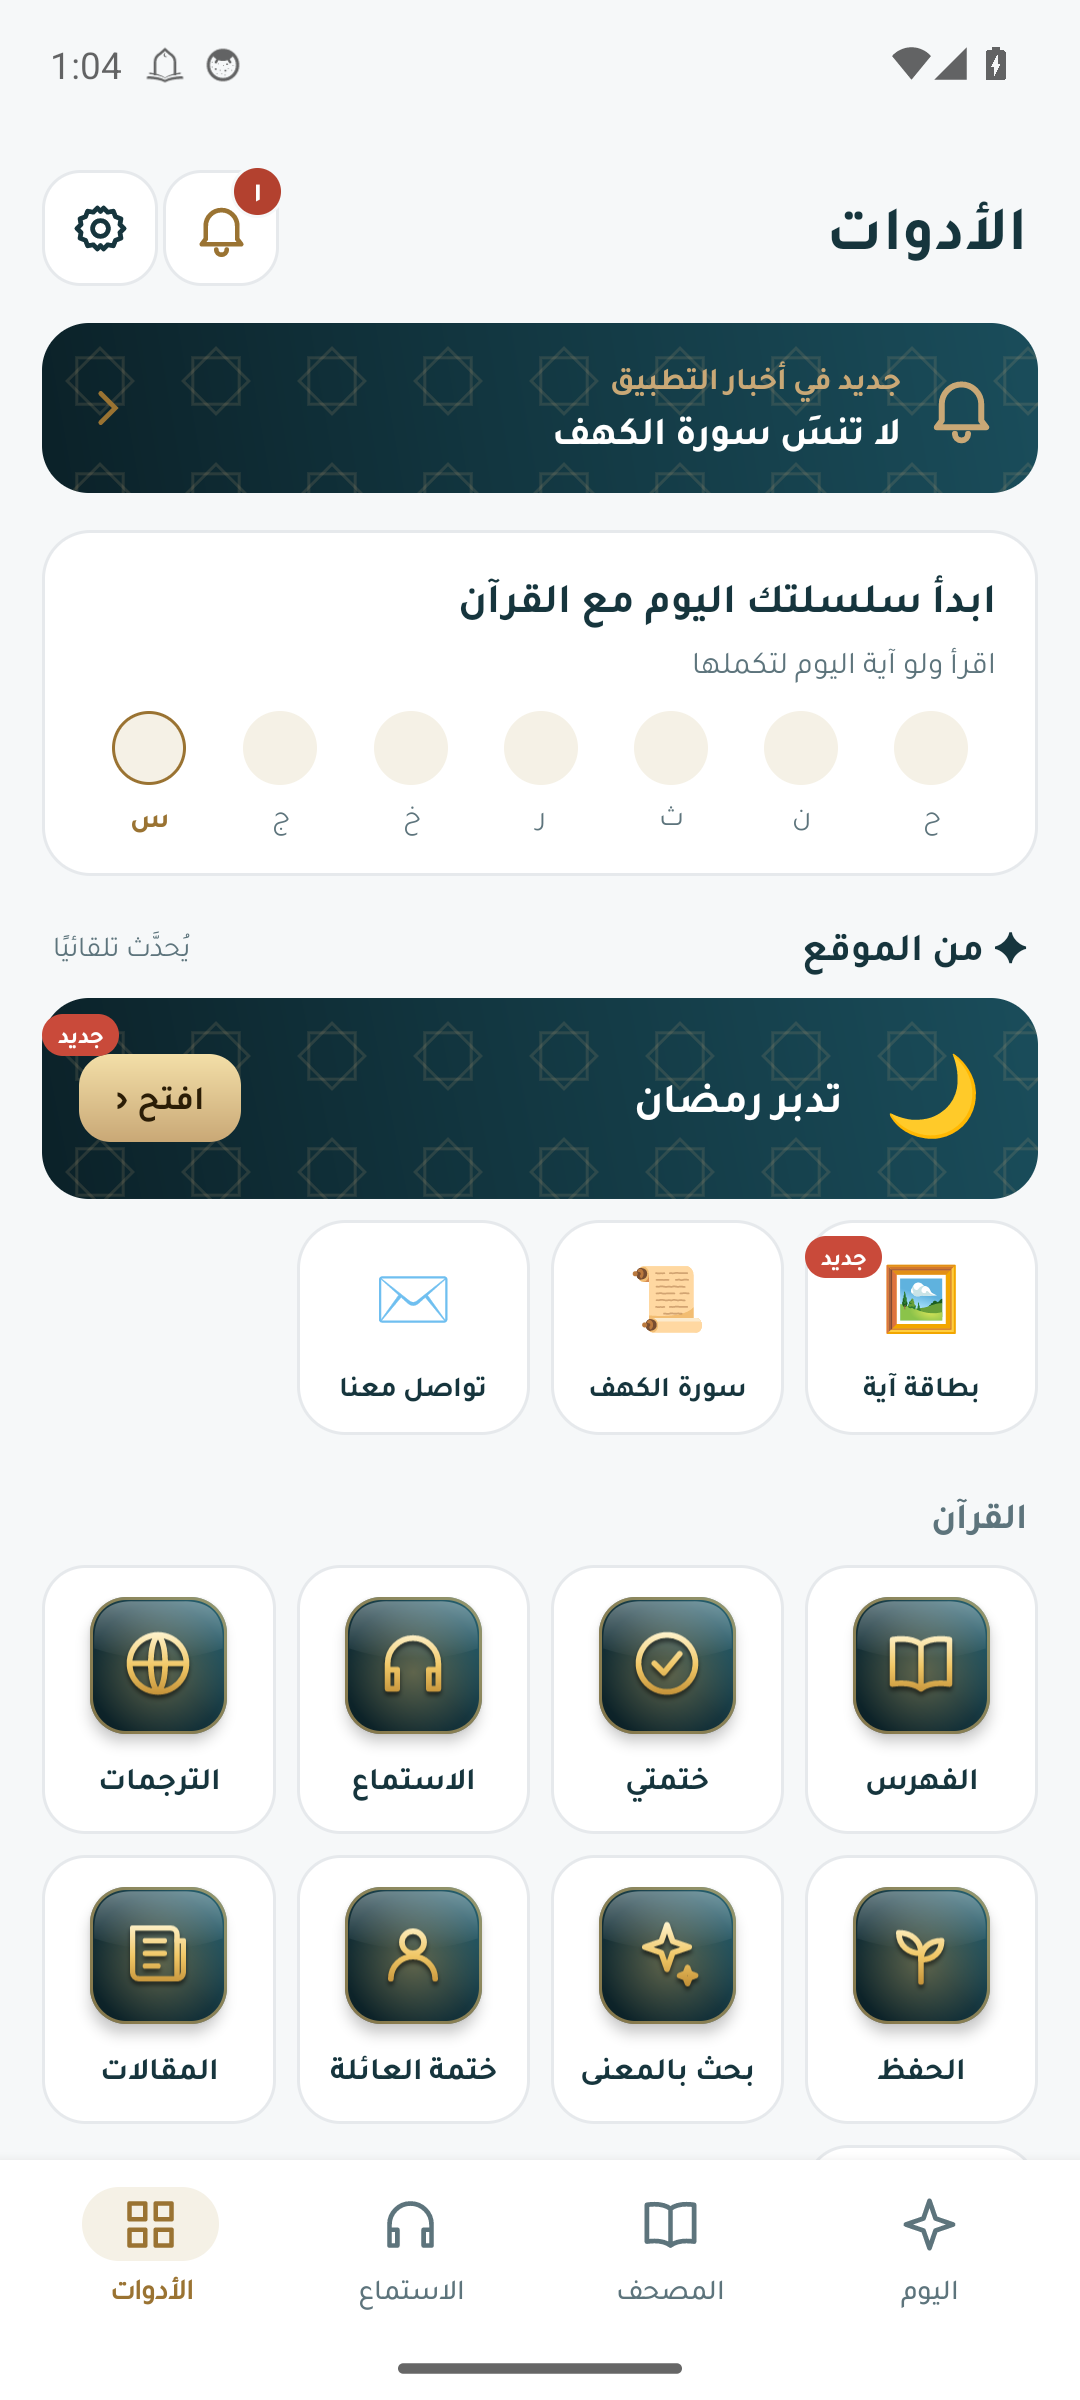 1:04
١
الأدوات
جديد في أخبار التطبيق
لا تنسَ سورة الكهف
ابدأ سلسلتك اليوم مع القرآن
اقرأ ولو آية اليوم لتكملها
ح ن ث ر خ ج س
✦ من الموقع
يُحدَّث تلقائيًا
جديد
تدبر رمضان
افتح ‹
جديد
بطاقة آية
سورة الكهف
تواصل معنا
القرآن
الفهرس
ختمتي
الاستماع
الترجمات
الحفظ
بحث بالمعنى
ختمة العائلة
المقالات
اليوم
المصحف
الاستماع
الأدوات